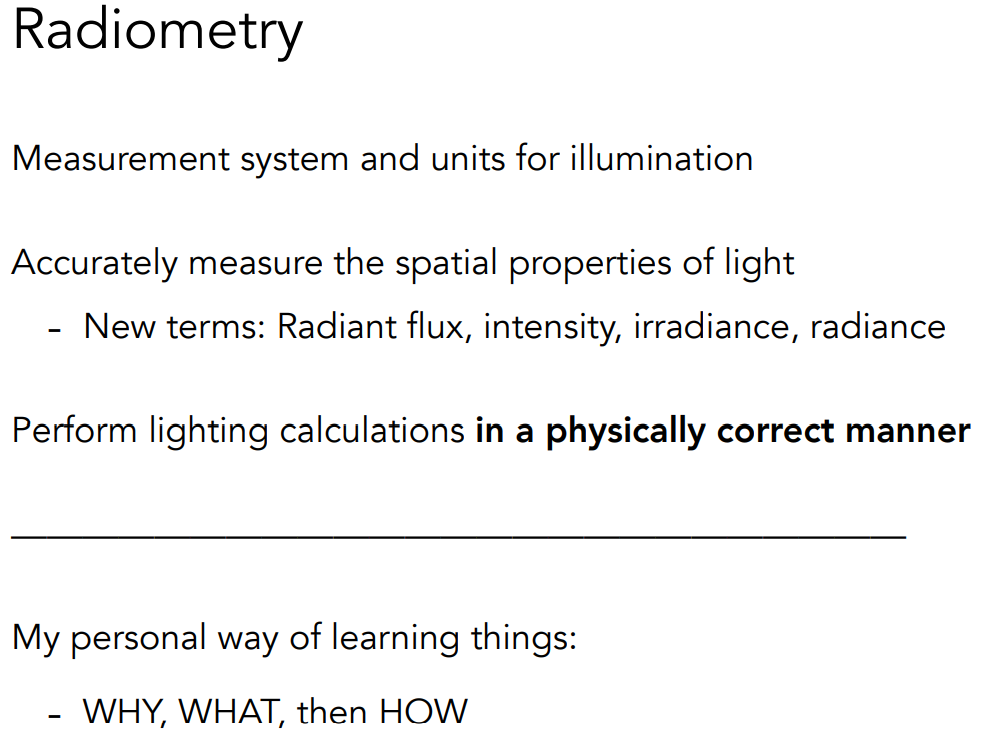 Radiometry
Measurement system and units for illumination
Accurately measure the spatial properties of light
- New terms: Radiant flux, intensity, irradiance, radiance
Perform lighting calculations in a physically correct manner
My personal way of learning things:
- WHY, WHAT, then HOW